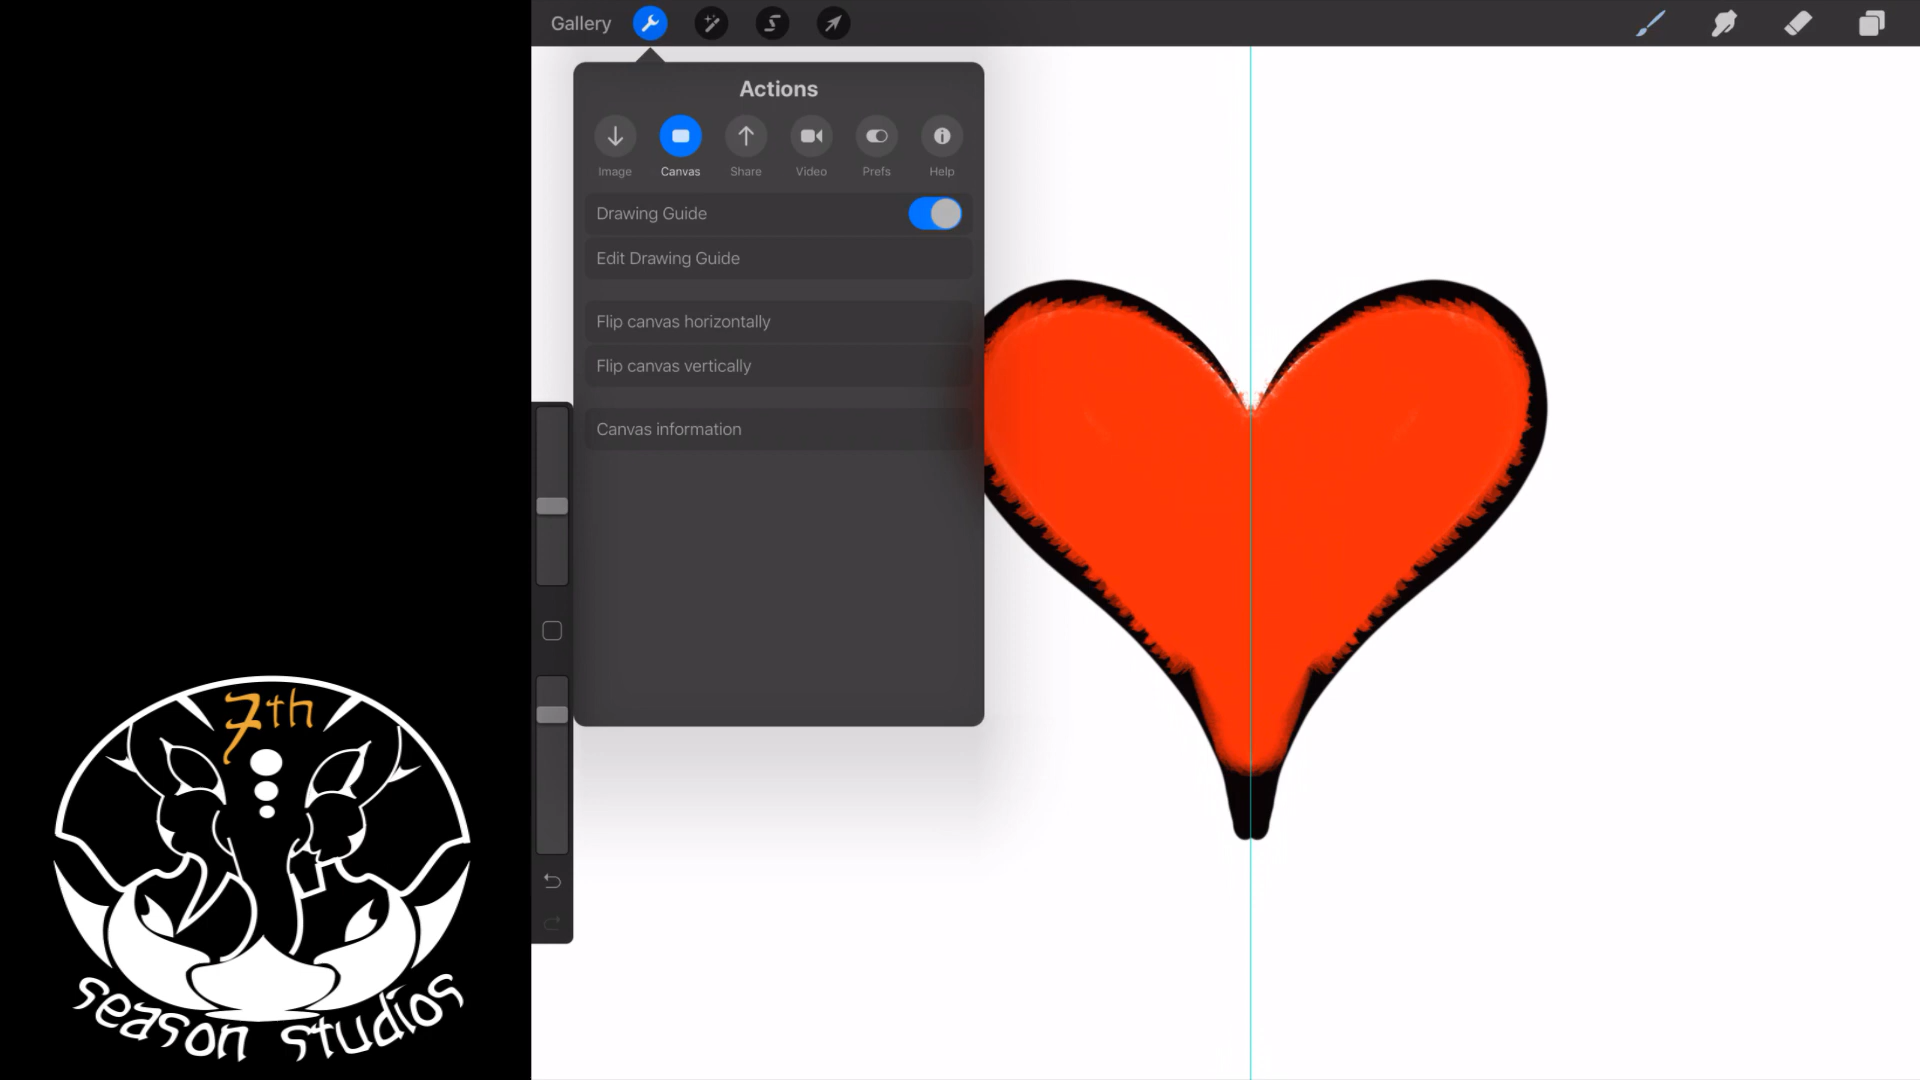 Gallery
Actions
Image Canvas Share Video Prefs Help
Drawing Guide
Edit Drawing Guide
Flip canvas horizontally
Flip canvas vertically
Canvas information
7th
season studios